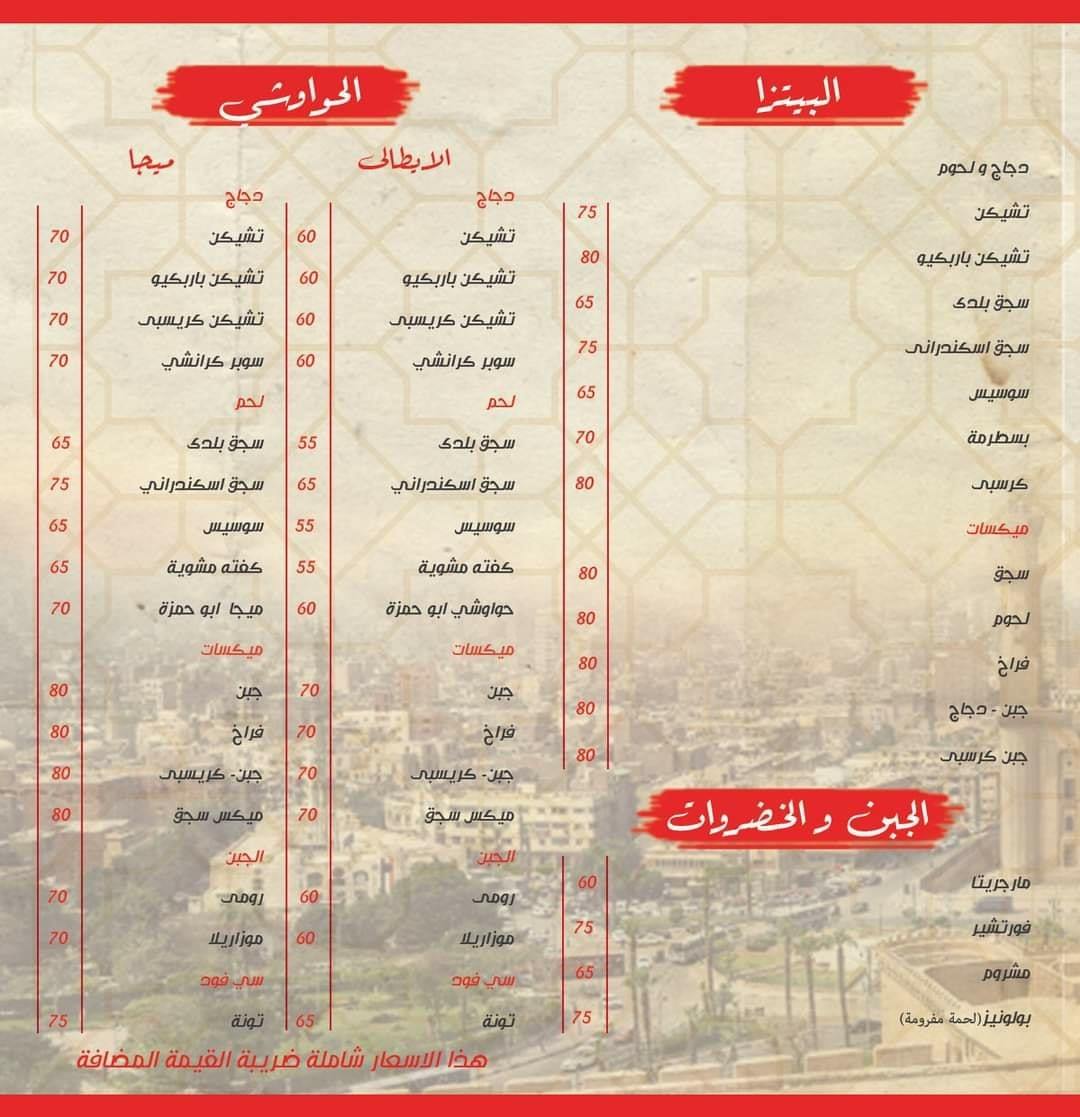 البيتزا
دجاج و لحوم
تشيكن 75
تشيكن باربكيو 80
سجق بلدى 65
سجق اسكندرانى 75
سوسيس 65
بسطرمة 70
كرسبى 80
ميكسات
سجق 80
لحوم 80
فراخ 80
جبن - دجاج 80
جبن كرسبى 80
الجبن و الخضروات
مارجريتا 60
فورتشيز 75
مشروم 65
بولونيز(لحمة مفرومة) 75
الحواوشي
الايطالى
دجاج
تشيكن 60
تشيكن باربكيو 60
تشيكن كريسبى 60
سوبر كرانشي 60
لحم
سجق بلدى 55
سجق اسكندراني 65
سوسيس 55
كفته مشوية 55
حواوشي ابو حمزة 60
ميكسات
جبن 70
فراخ 70
جبن- كريسبى 70
ميكس سجق 70
الجبن
رومى 60
موزاريلا 60
سي فود
تونة 65
ميجا
دجاج
تشيكن 70
تشيكن باربكيو 70
تشيكن كريسبى 70
سوبر كرانشي 70
لحم
سجق بلدى 65
سجق اسكندراني 75
سوسيس 65
كفته مشوية 65
ميجا ابو حمزة 70
ميكسات
جبن 80
فراخ 80
جبن- كريسبى 80
ميكس سجق 80
الجبن
رومى 70
موزاريلا 70
سي فود
تونة 75
هذا الاسعار شاملة ضريبة القيمة المضافة